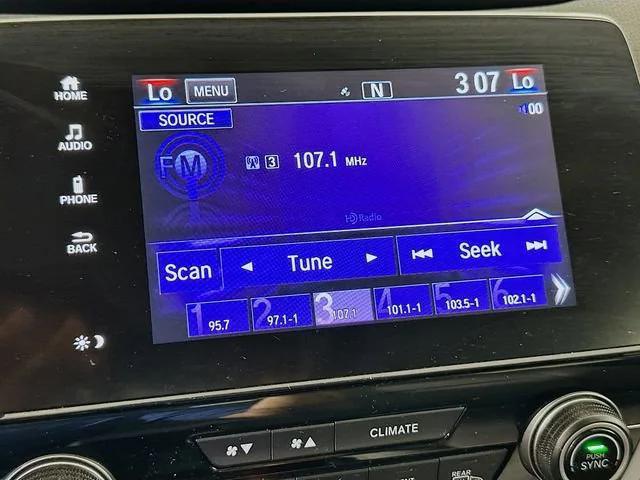 HOME
AUDIO
PHONE
BACK
Lo MENU N 3 07 Lo
SOURCE 00
FM 3 107.1 MHz
HD Radio
Scan Tune Seek
1 95.7 2 97.1-1 3 107.1 4 101.1-1 5 103.5-1 6 102.1-1
CLIMATE
PUSH
SYNC
REAR